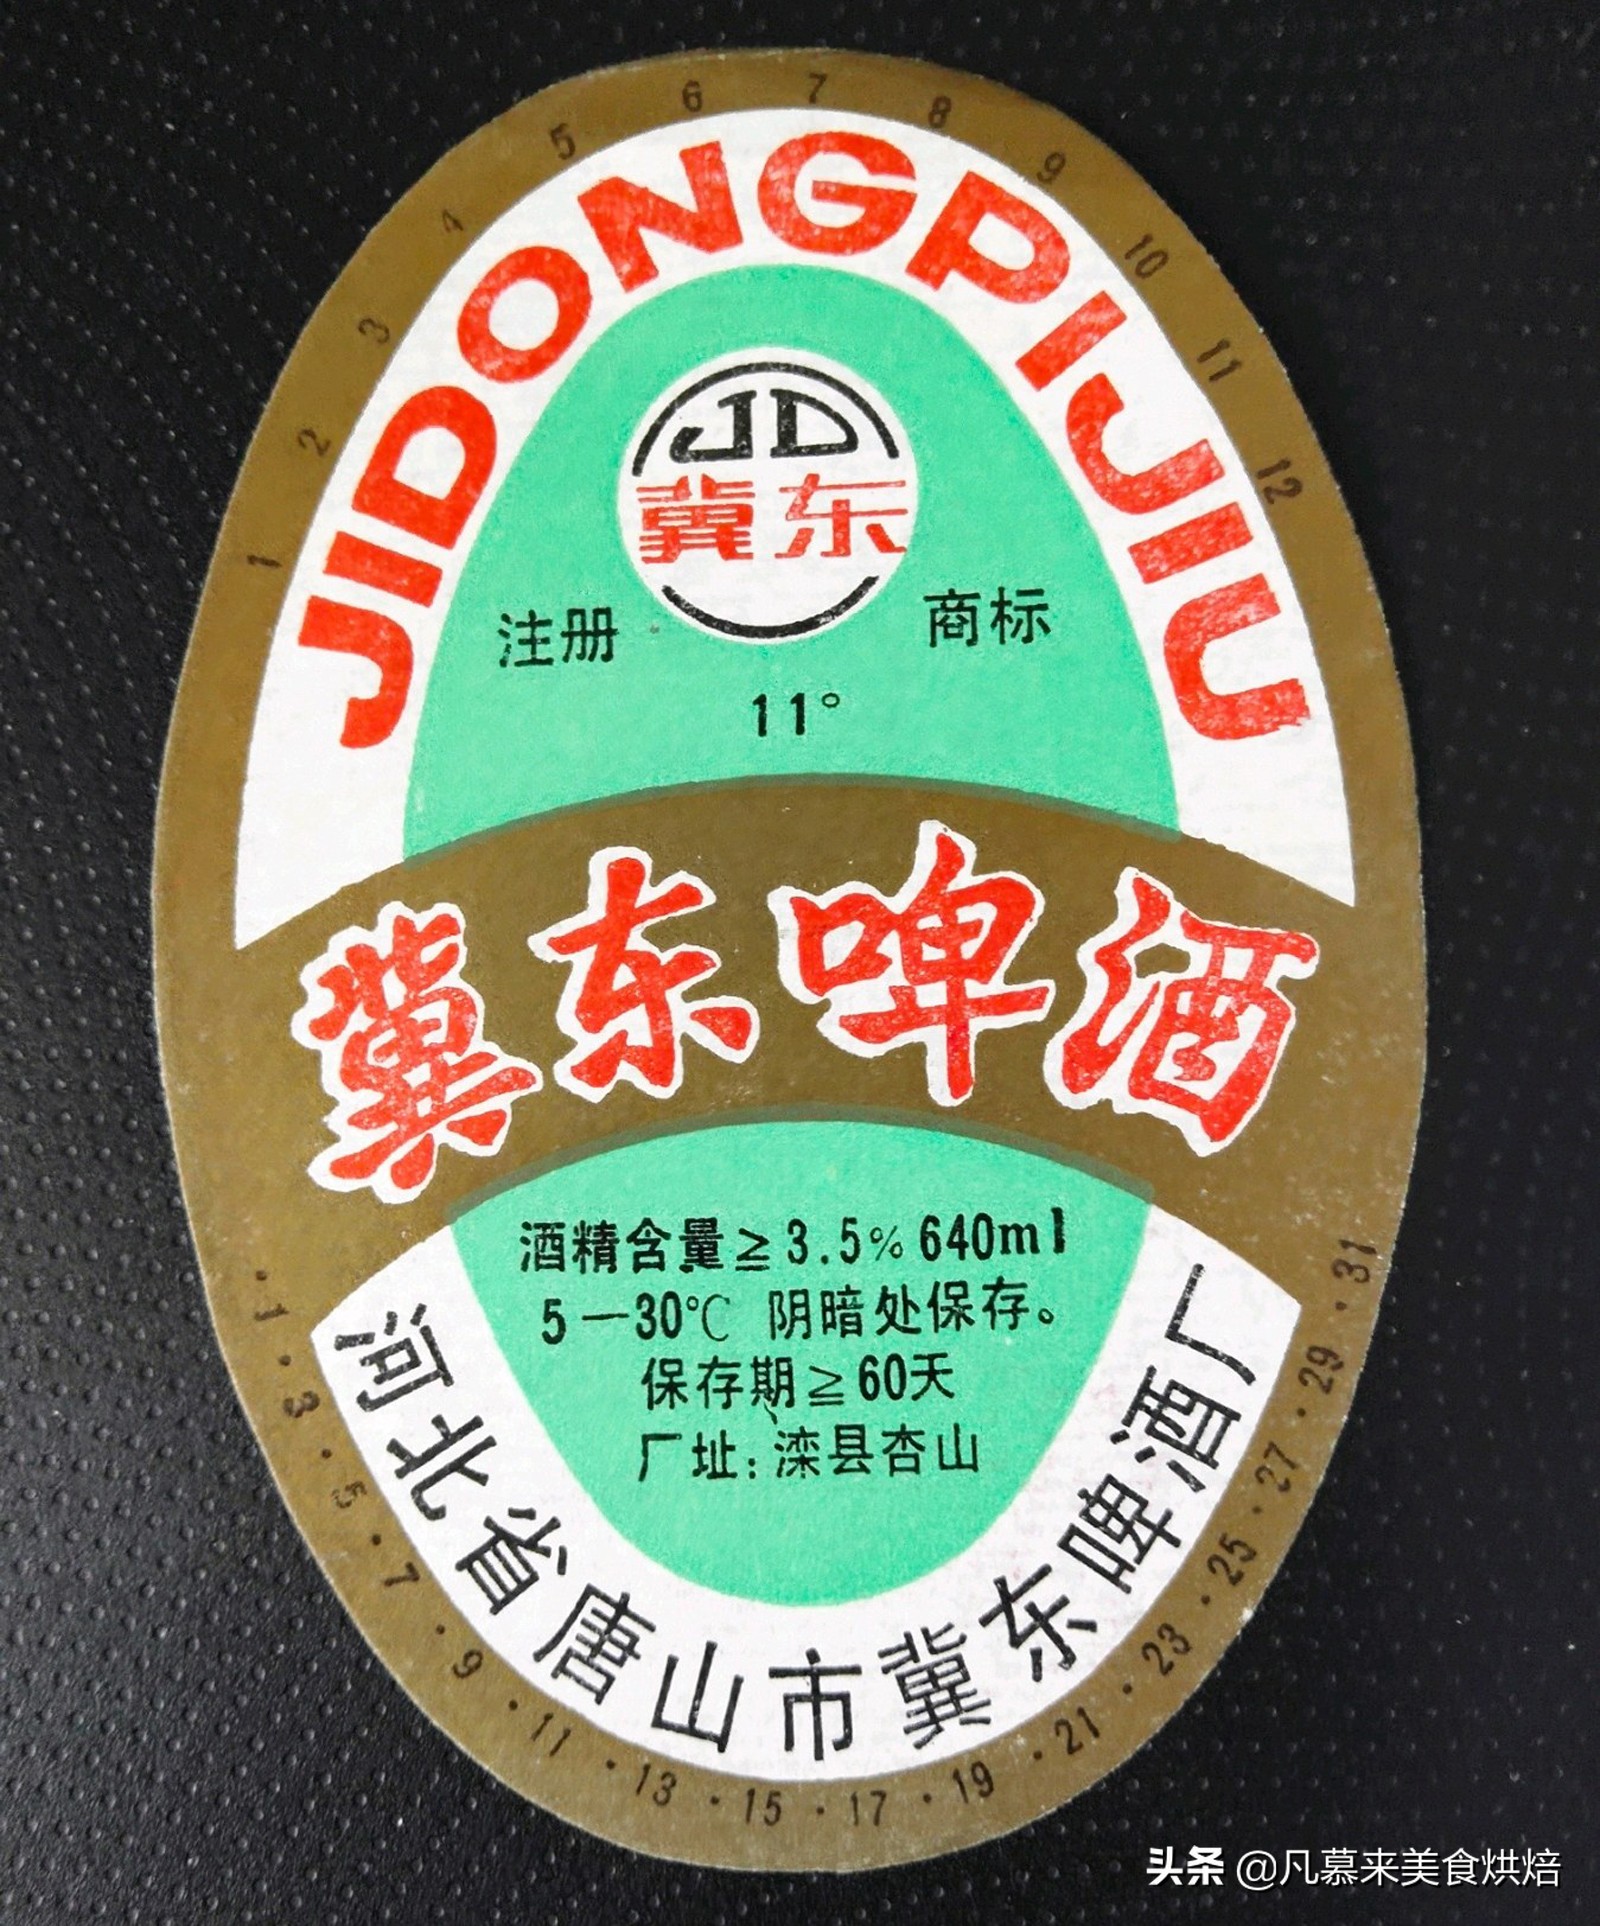 1 2 3 4 5 6 7 8 9 10 11 12
JIDONGPIJIU
JD
冀东
注册 商标
11°
冀东啤酒
酒精含量≧3.5% 640ml
5—30℃ 阴暗处保存。
保存期≧60天
厂址:滦县杏山
河北省唐山市冀东啤酒厂
·1·3·5·7·9·11·13·15·17·19·21·23·25·27·29·31
头条 @凡慕来美食烘焙